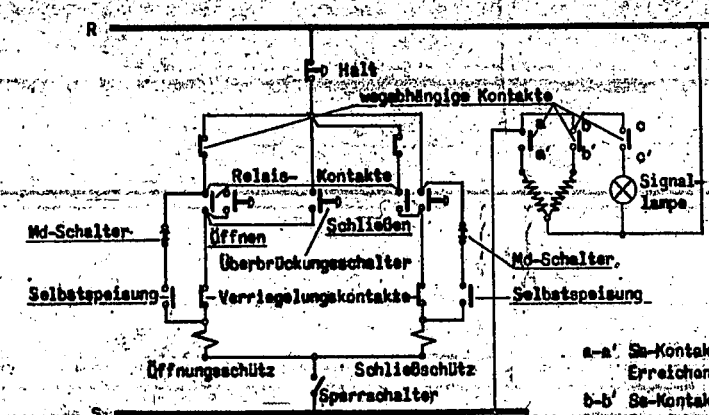 R
Halt
wegabhängige Kontakte
a b c
a' b' c'
Relais- Kontakte
Signal-
lampe
Md-Schalter
Öffnen
Schließen
Überbrückungsschalter
Md-Schalter
Selbstspeisung
Verriegelungskontakte
Selbstspeisung
Öffnungsschütz
Schließschütz
Sperrschalter
a-a' Se-Kontak
Erreichen
b-b' Se-Kontak
S